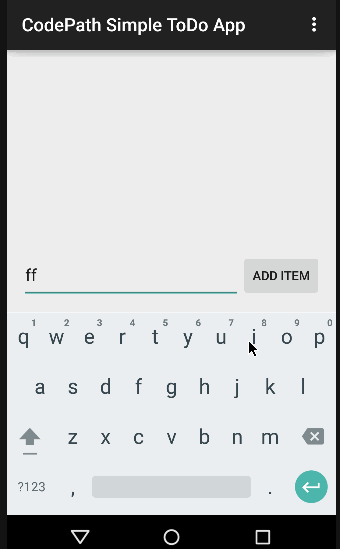 CodePath Simple ToDo App
ff ADD ITEM
1 2 3 4 5 6 7 8 9 0
q w e r t y u i o p
a s d f g h j k l
z x c v b n m
?123 , .